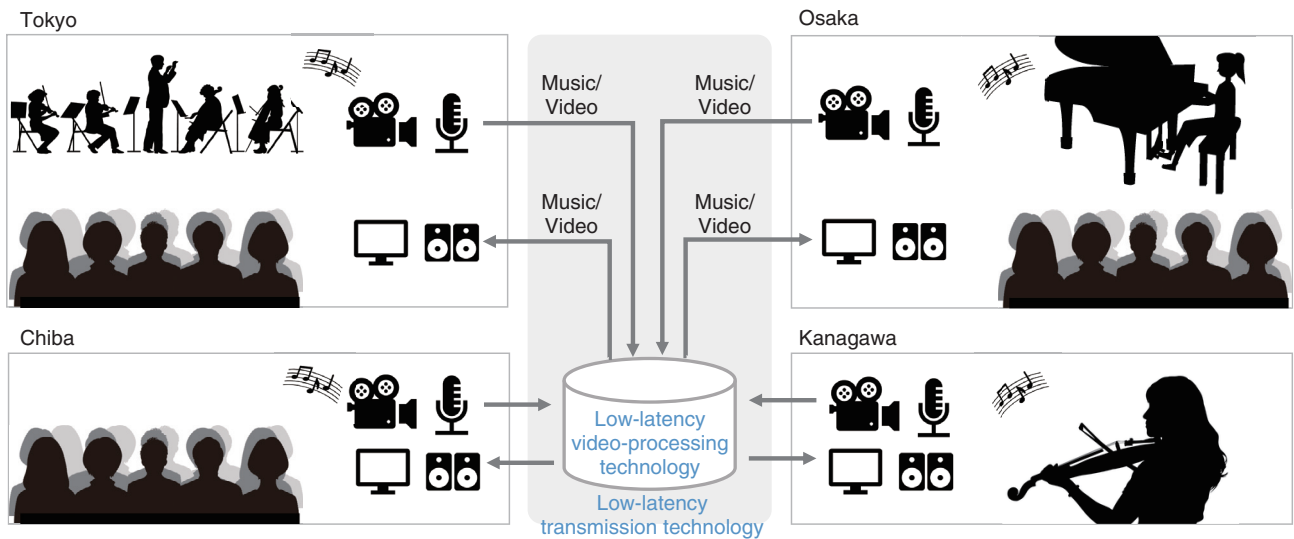 Tokyo
Osaka
Music/
Video
Music/
Video
Music/
Video
Music/
Video
Chiba
Kanagawa
Low-latency
video-processing
technology
Low-latency
transmission technology